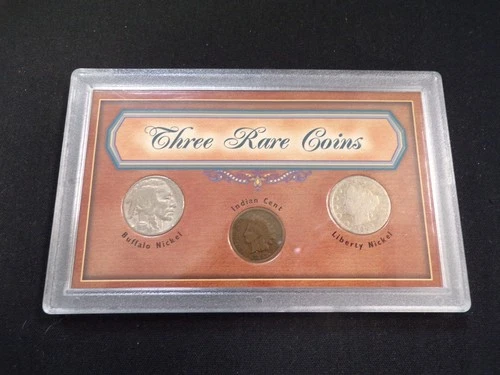 Three Rare Coins
Indian Cent
Buffalo Nickel
Liberty Nickel